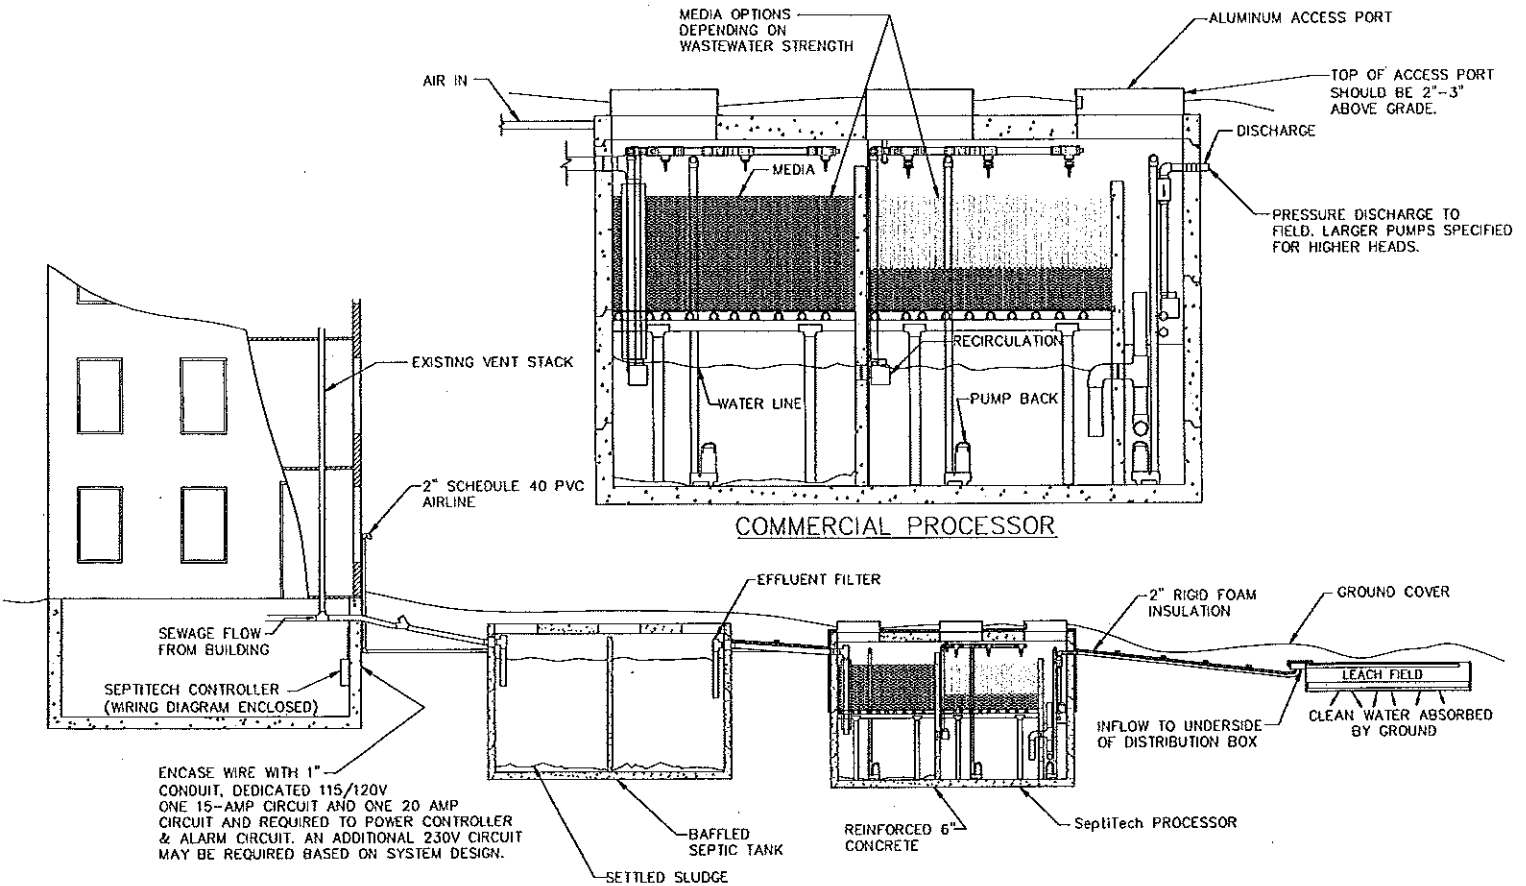 MEDIA OPTIONS
DEPENDING ON
WASTEWATER STRENGTH
ALUMINUM ACCESS PORT
AIR IN
TOP OF ACCESS PORT
SHOULD BE 2"-3"
ABOVE GRADE.
DISCHARGE
MEDIA
PRESSURE DISCHARGE TO
FIELD. LARGER PUMPS SPECIFIED
FOR HIGHER HEADS.
RECIRCULATION
EXISTING VENT STACK
WATER LINE
PUMP BACK
2" SCHEDULE 40 PVC
AIRLINE
COMMERCIAL PROCESSOR
EFFLUENT FILTER
2" RIGID FOAM
INSULATION
GROUND COVER
SEWAGE FLOW
FROM BUILDING
SEPTITECH CONTROLLER
(WIRING DIAGRAM ENCLOSED)
LEACH FIELD
INFLOW TO UNDERSIDE
OF DISTRIBUTION BOX
CLEAN WATER ABSORBED
BY GROUND
ENCASE WIRE WITH 1"
CONDUIT, DEDICATED 115/120V
ONE 15-AMP CIRCUIT AND ONE 20 AMP
CIRCUIT AND REQUIRED TO POWER CONTROLLER
& ALARM CIRCUIT. AN ADDITIONAL 230V CIRCUIT
MAY BE REQUIRED BASED ON SYSTEM DESIGN.
BAFFLED
SEPTIC TANK
SETTLED SLUDGE
REINFORCED 6"
CONCRETE
SeptiTech PROCESSOR